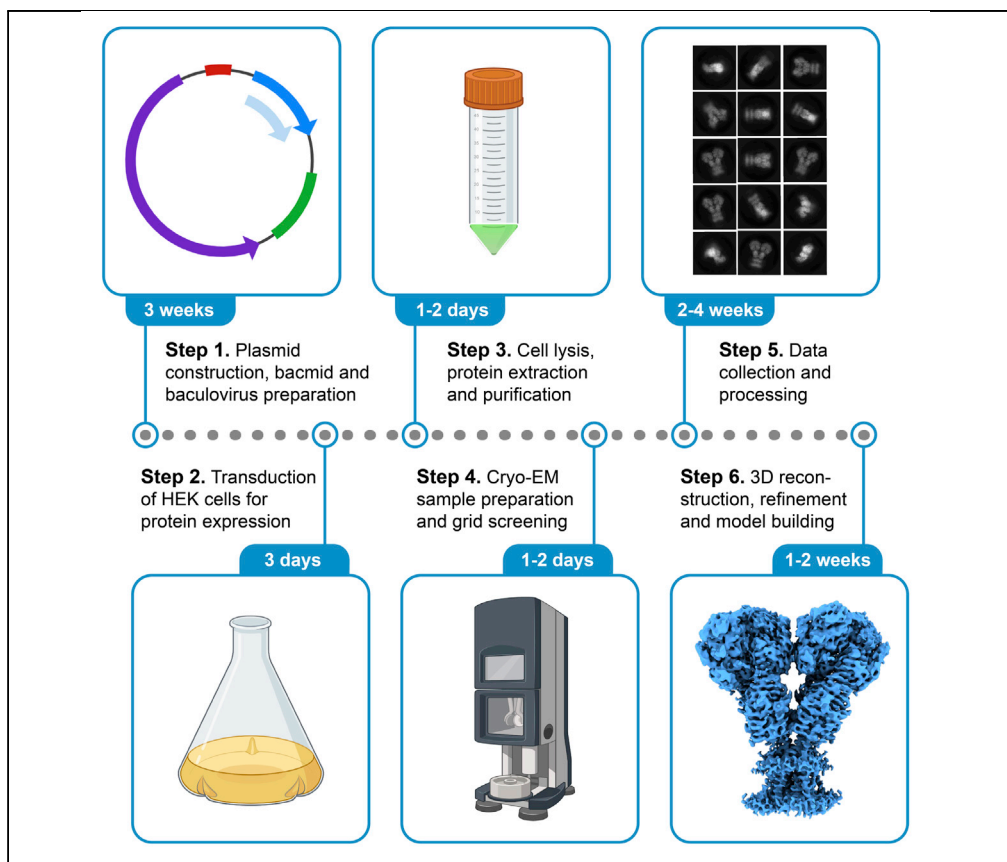 3 weeks
Step 1. Plasmid
construction, bacmid and
baculovirus preparation
1-2 days
Step 3. Cell lysis,
protein extraction
and purification
2-4 weeks
Step 5. Data
collection and
processing
Step 2. Transduction
of HEK cells for
protein expression
3 days
Step 4. Cryo-EM
sample preparation
and grid screening
1-2 days
Step 6. 3D recon-
struction, refinement
and model building
1-2 weeks